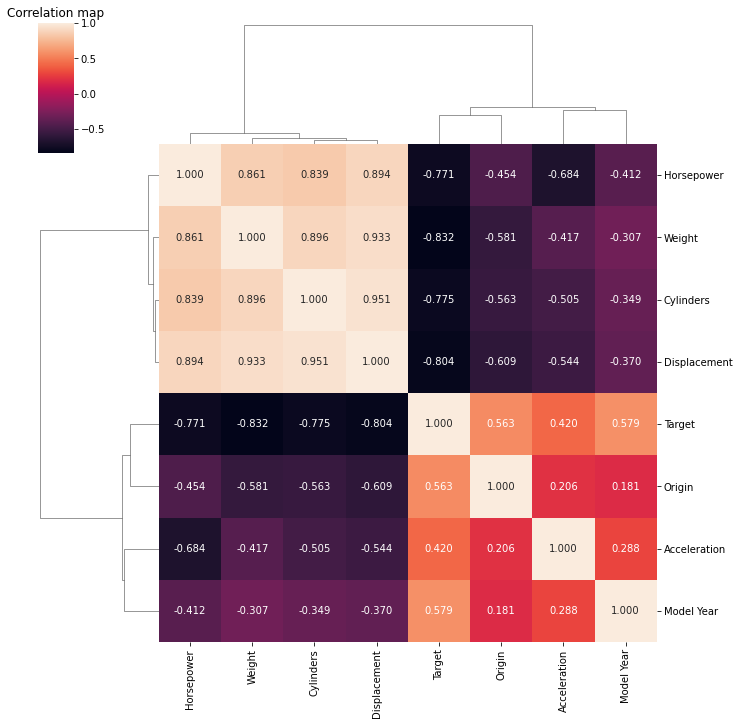 Correlation map
1.0
0.5
0.0
−0.5
1.000 0.861 0.839 0.894 -0.771 -0.454 -0.684 -0.412 Horsepower
0.861 1.000 0.896 0.933 -0.832 -0.581 -0.417 -0.307 Weight
0.839 0.896 1.000 0.951 -0.775 -0.563 -0.505 -0.349 Cylinders
0.894 0.933 0.951 1.000 -0.804 -0.609 -0.544 -0.370 Displacement
-0.771 -0.832 -0.775 -0.804 1.000 0.563 0.420 0.579 Target
-0.454 -0.581 -0.563 -0.609 0.563 1.000 0.206 0.181 Origin
-0.684 -0.417 -0.505 -0.544 0.420 0.206 1.000 0.288 Acceleration
-0.412 -0.307 -0.349 -0.370 0.579 0.181 0.288 1.000 Model Year
Horsepower
Weight
Cylinders
Displacement
Target
Origin
Acceleration
Model Year